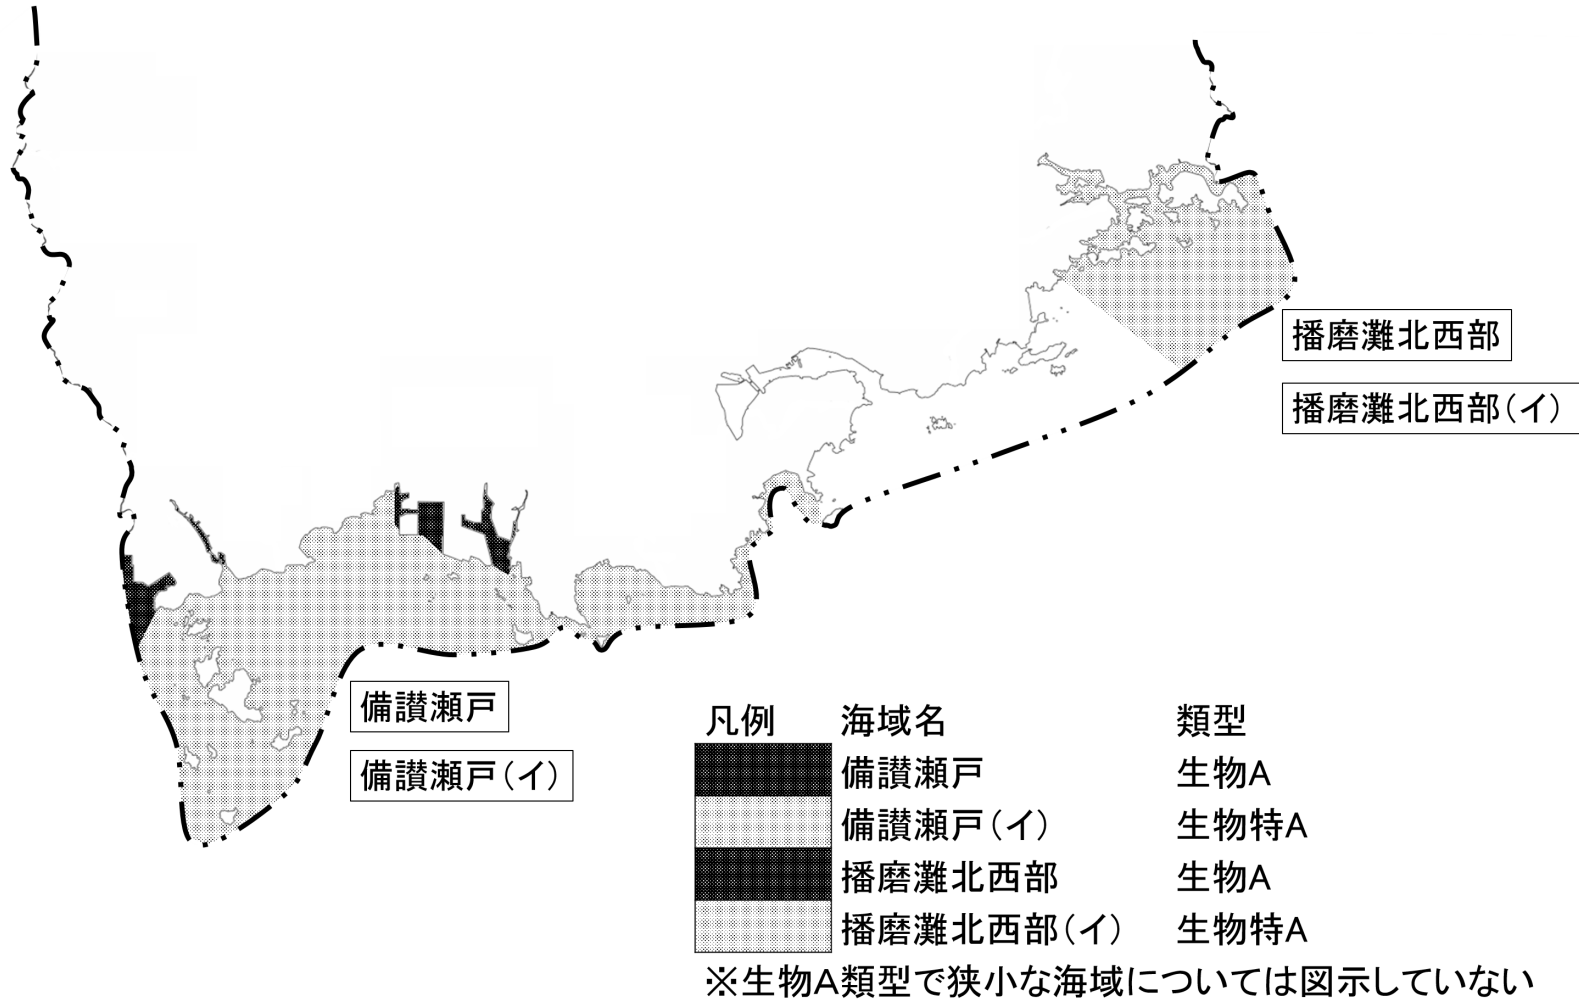 播磨灘北西部
播磨灘北西部（イ）
備讃瀬戸
備讃瀬戸（イ）
凡例 海域名 類型
備讃瀬戸 生物A
備讃瀬戸（イ） 生物特A
播磨灘北西部 生物A
播磨灘北西部（イ） 生物特A
※生物A類型で狭小な海域については図示していない